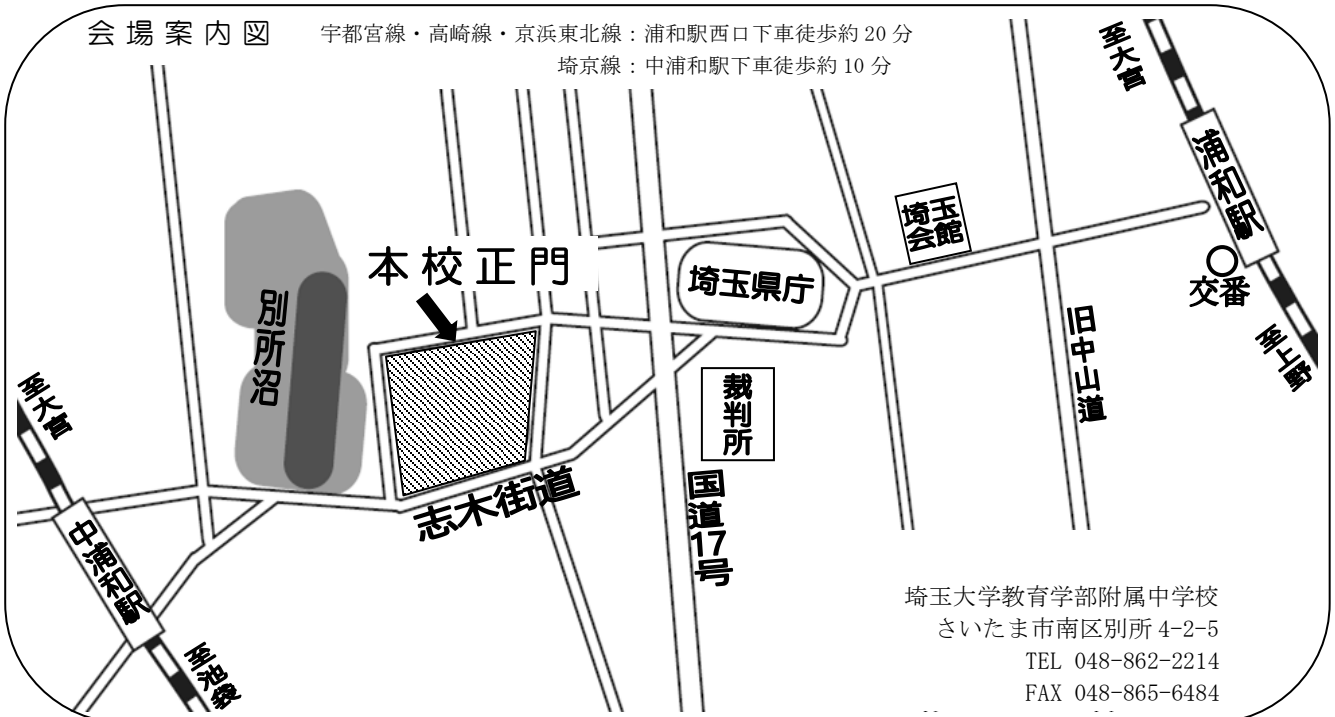 会場案内図
宇都宮線・高崎線・京浜東北線：浦和駅西口下車徒歩約20分
埼京線：中浦和駅下車徒歩約10分
至大宮
浦和駅
埼玉
会館
本校正門
埼玉県庁
交番
別所沼
旧中山道
至上野
至大宮
裁判所
志木街道
国道17号
中浦和駅
至池袋
埼玉大学教育学部附属中学校
さいたま市南区別所 4-2-5
TEL 048-862-2214
FAX 048-865-6484